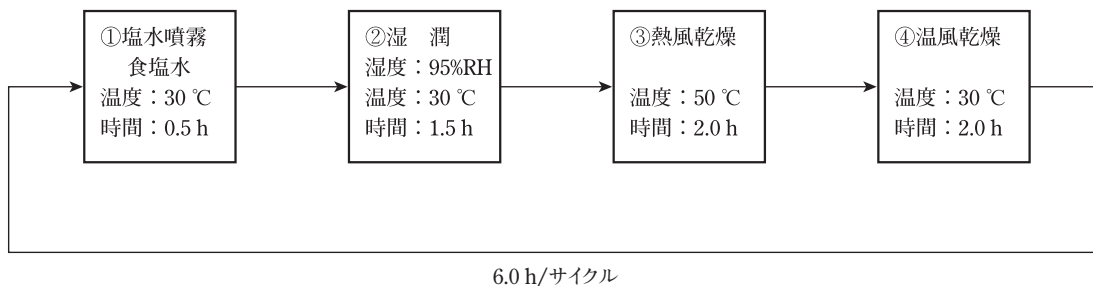 ①塩水噴霧
食塩水
温度：30 ℃
時間：0.5 h
②湿　潤
湿度：95%RH
温度：30 ℃
時間：1.5 h
③熱風乾燥
温度：50 ℃
時間：2.0 h
④温風乾燥
温度：30 ℃
時間：2.0 h
6.0 h/サイクル